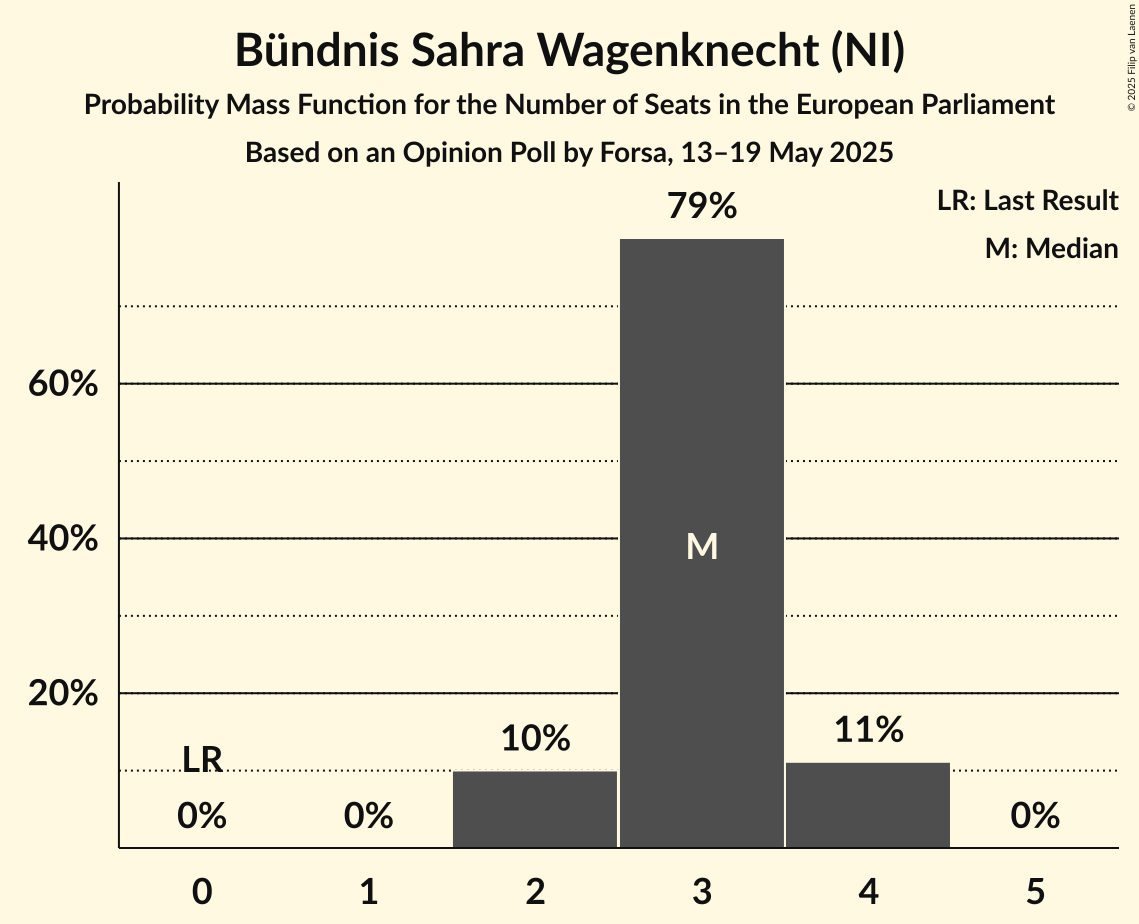 Bündnis Sahra Wagenknecht (NI)
Probability Mass Function for the Number of Seats in the European Parliament
Based on an Opinion Poll by Forsa, 13–19 May 2025
© 2025 Filip van Laenen
LR: Last Result
M: Median
79%
60%
40%
M
20%
LR
10%
11%
0%
0%
0%
0
1
2
3
4
5